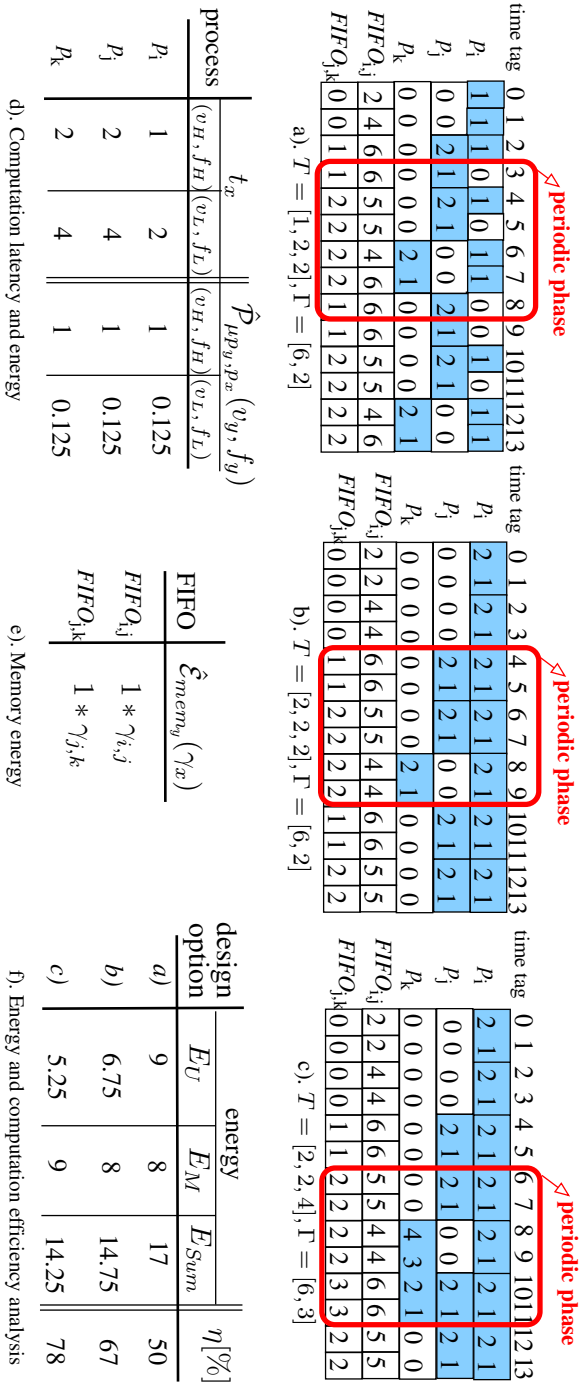 periodic phase
time tag 0 1 2 3 4 5 6 7 8 9 10 11 12 13
p_i 1 1 1 0 1 0 1 1 0 0 1 0 1 1
p_j 0 0 2 1 2 1 0 0 2 1 2 1 0 0
p_k 0 0 0 0 0 0 2 1 0 0 0 0 2 1
FIFO_{i,j} 2 4 6 6 5 5 4 6 6 6 5 5 4 6
FIFO_{j,k} 0 0 1 1 2 2 2 2 1 1 2 2 2 2
a). T = [1, 2, 2], Γ = [6, 2]
periodic phase
time tag 0 1 2 3 4 5 6 7 8 9 10 11 12 13
p_i 2 1 2 1 2 1 2 1 2 1 2 1 2 1
p_j 0 0 0 0 2 1 2 1 0 0 2 1 2 1
p_k 0 0 0 0 0 0 0 0 2 1 0 0 0 0
FIFO_{i,j} 2 2 4 4 6 6 5 5 4 4 6 6 5 5
FIFO_{j,k} 0 0 0 0 1 1 2 2 2 2 1 1 2 2
b). T = [2, 2, 2], Γ = [6, 2]
periodic phase
time tag 0 1 2 3 4 5 6 7 8 9 10 11 12 13
p_i 2 1 2 1 2 1 2 1 2 1 2 1 2 1
p_j 0 0 0 0 2 1 2 1 0 0 2 1 2 1
p_k 0 0 0 0 0 0 0 0 4 3 2 1 0 0
FIFO_{i,j} 2 2 4 4 6 6 5 5 4 4 6 6 5 5
FIFO_{j,k} 0 0 0 0 1 1 2 2 2 2 3 3 2 2
c). T = [2, 2, 4], Γ = [6, 3]
process t_x P̂_{μp_y,p_x}(v_y, f_y)
(v_H, f_H) (v_L, f_L) (v_H, f_H) (v_L, f_L)
p_i 1 2 1 0.125
p_j 2 4 1 0.125
p_k 2 4 1 0.125
d). Computation latency and energy
FIFO Ê_{mem_y}(γ_x)
FIFO_{i,j} 1 * γ_{i,j}
FIFO_{j,k} 1 * γ_{j,k}
e). Memory energy
design option energy η[%]
E_U E_M E_{Sum}
a) 9 8 17 50
b) 6.75 8 14.75 67
c) 5.25 9 14.25 78
f). Energy and computation efficiency analysis